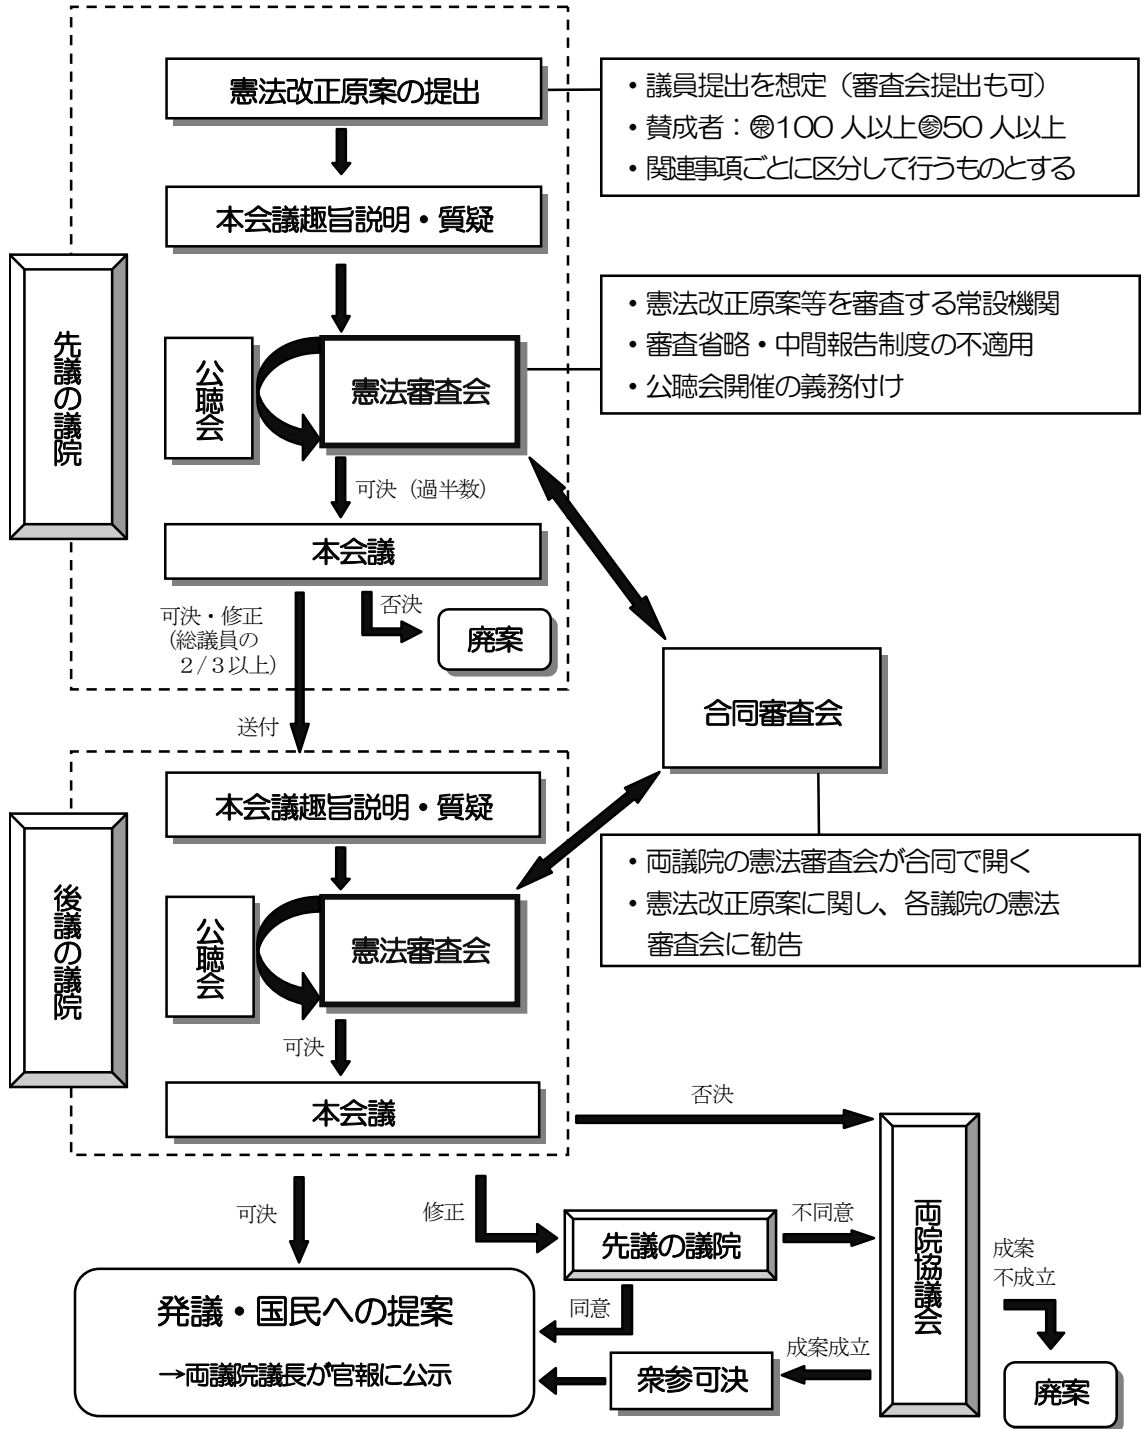 憲法改正原案の提出
・議員提出を想定（審査会提出も可）
・賛成者：㊪100 人以上㊂50 人以上
・関連事項ごとに区分して行うものとする
本会議趣旨説明・質疑
先議の議院
・憲法改正原案等を審査する常設機関
・審査省略・中間報告制度の不適用
・公聴会開催の義務付け
公聴会
憲法審査会
可決（過半数）
本会議
可決・修正
（総議員の
２/３以上）
否決
廃案
送付
合同審査会
本会議趣旨説明・質疑
・両議院の憲法審査会が合同で開く
・憲法改正原案に関し、各議院の憲法
審査会に勧告
後議の議院
公聴会
憲法審査会
可決
本会議
否決
可決
修正
先議の議院
不同意
両院協議会
成案
不成立
同意
発議・国民への提案
→両議院議長が官報に公示
成案成立
衆参可決
廃案